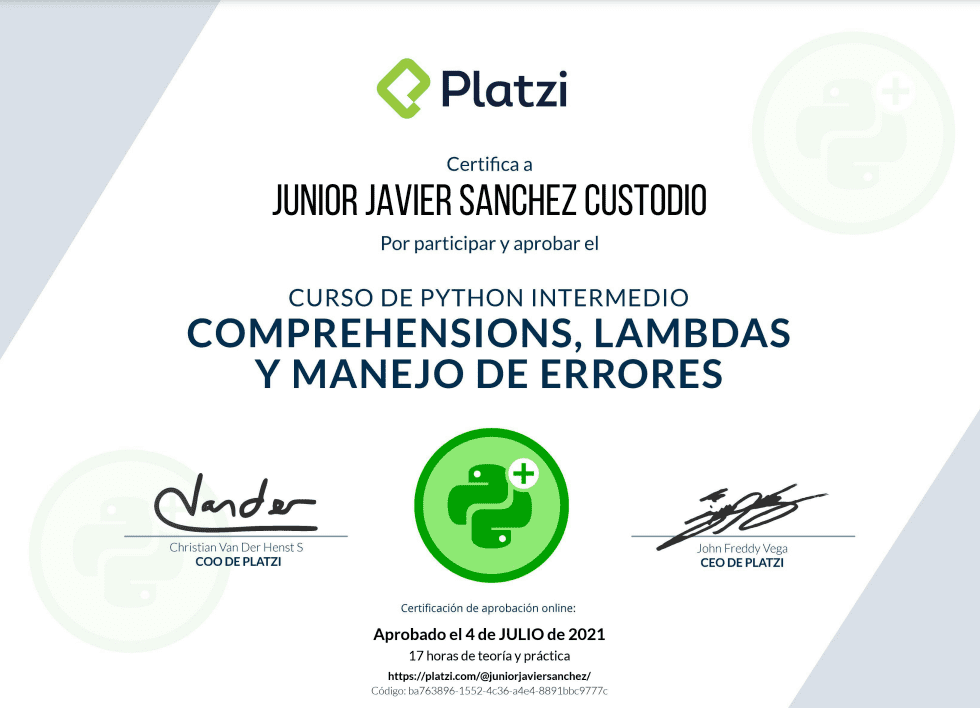 Platzi
Certifica a
JUNIOR JAVIER SANCHEZ CUSTODIO
Por participar y aprobar el
CURSO DE PYTHON INTERMEDIO
COMPREHENSIONS, LAMBDAS
Y MANEJO DE ERRORES
Vander
Christian Van Der Henst S
COO DE PLATZI
John Freddy Vega
CEO DE PLATZI
Certificación de aprobación online:
Aprobado el 4 de JULIO de 2021
17 horas de teoría y práctica
https://platzi.com/@juniorjaviersanchez/
Código: ba763896-1552-4c36-a4e4-8891bbc9777c